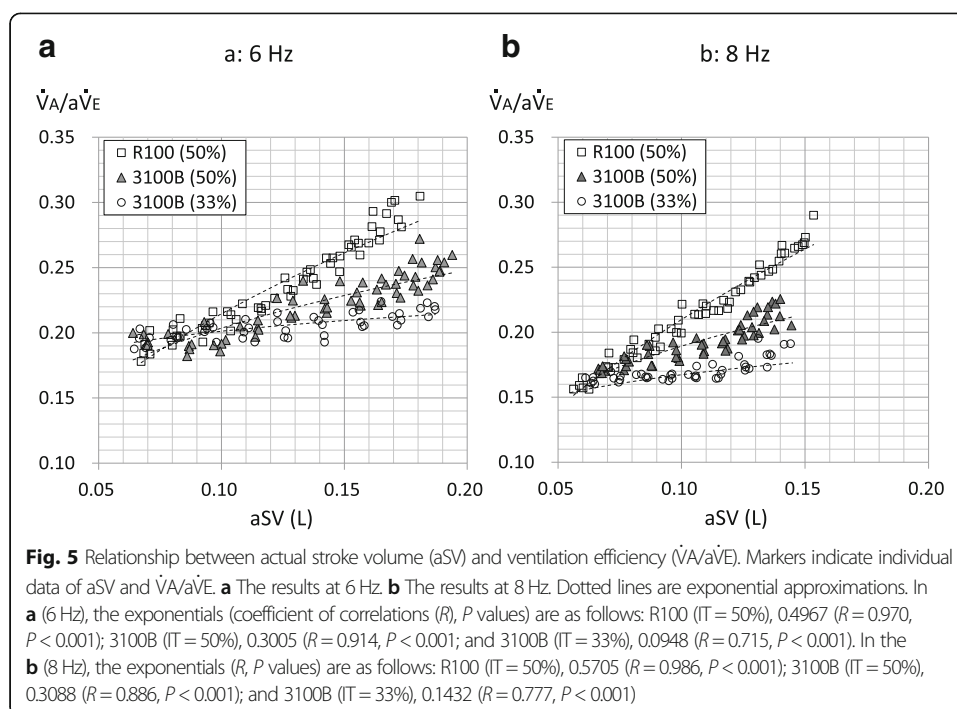 a
a: 6 Hz
V̇A/aV̇E
0.35
0.30
0.25
0.20
0.15
0.10
0.05 0.10 0.15 0.20
aSV (L)
□ R100 (50%)
▲ 3100B (50%)
○ 3100B (33%)
b
b: 8 Hz
V̇A/aV̇E
0.35
0.30
0.25
0.20
0.15
0.10
0.05 0.10 0.15 0.20
aSV (L)
□ R100 (50%)
▲ 3100B (50%)
○ 3100B (33%)
Fig. 5 Relationship between actual stroke volume (aSV) and ventilation efficiency (V̇A/aV̇E). Markers indicate individual
data of aSV and V̇A/aV̇E. a The results at 6 Hz. b The results at 8 Hz. Dotted lines are exponential approximations. In
a (6 Hz), the exponentials (coefficient of correlations (R), P values) are as follows: R100 (IT = 50%), 0.4967 (R = 0.970,
P < 0.001); 3100B (IT = 50%), 0.3005 (R = 0.914, P < 0.001; and 3100B (IT = 33%), 0.0948 (R = 0.715, P < 0.001). In the
b (8 Hz), the exponentials (R, P values) are as follows: R100 (IT = 50%), 0.5705 (R = 0.986, P < 0.001); 3100B (IT = 50%),
0.3088 (R = 0.886, P < 0.001); and 3100B (IT = 33%), 0.1432 (R = 0.777, P < 0.001)